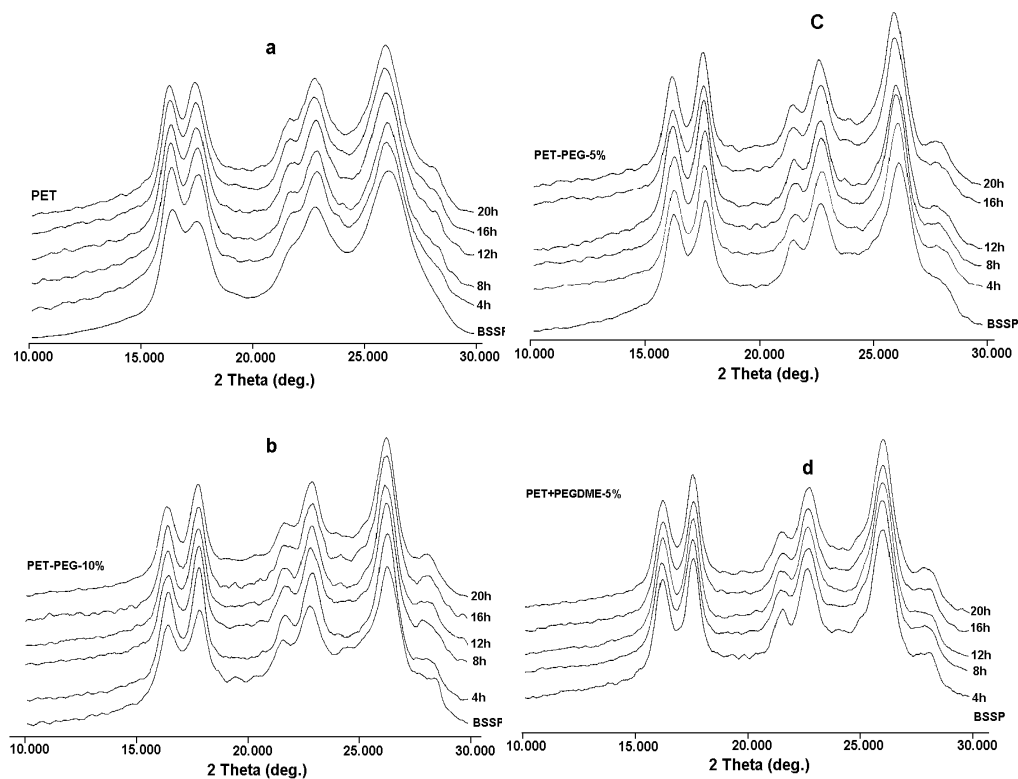 a
PET
20h
16h
12h
8h
4h
BSSP
10.000 15.000 20.000 25.000 30.000
2 Theta (deg.)
C
PET-PEG-5%
20h
16h
12h
8h
4h
BSSP
10.000 15.000 20.000 25.000 30.000
2 Theta (deg.)
b
PET-PEG-10%
20h
16h
12h
8h
4h
BSSP
10.000 15.000 20.000 25.000 30.000
2 Theta (deg.)
d
PET+PEGDME-5%
20h
16h
12h
8h
4h
BSSP
10.000 15.000 20.000 25.000 30.000
2 Theta (deg.)